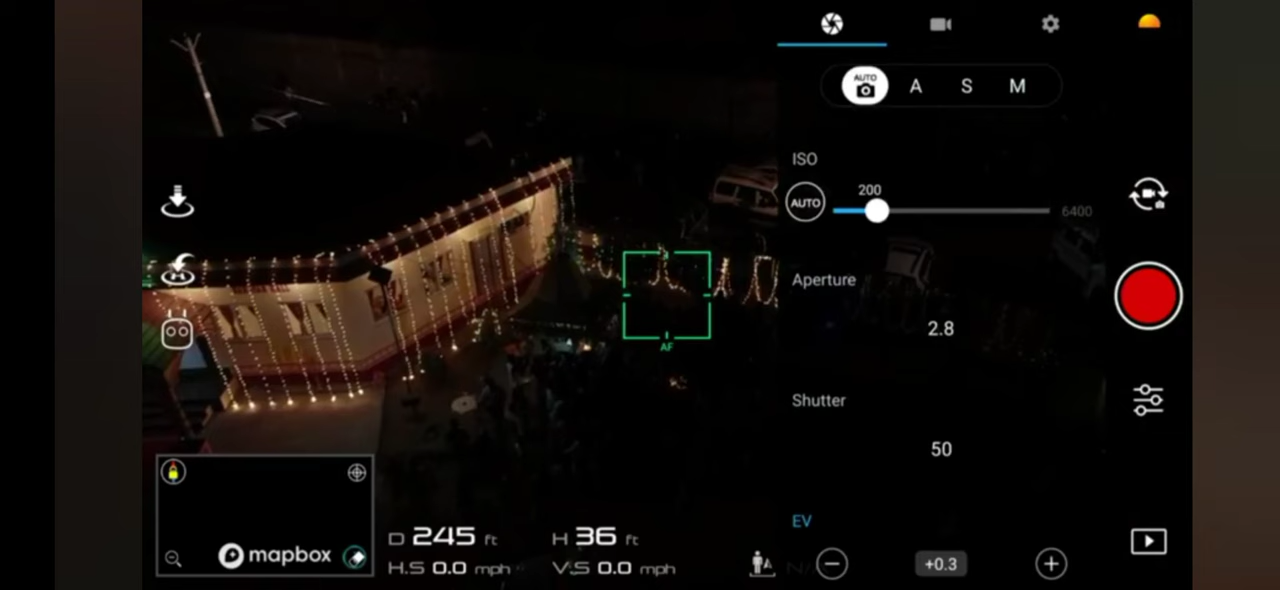 AUTO
A S M
ISO
200
AUTO
6400
Aperture
2.8
Shutter
50
EV
+0.3
AF
H
mapbox
D 245 ft H 36 ft
H.S 0.0 mph V.S 0.0 mph
N/